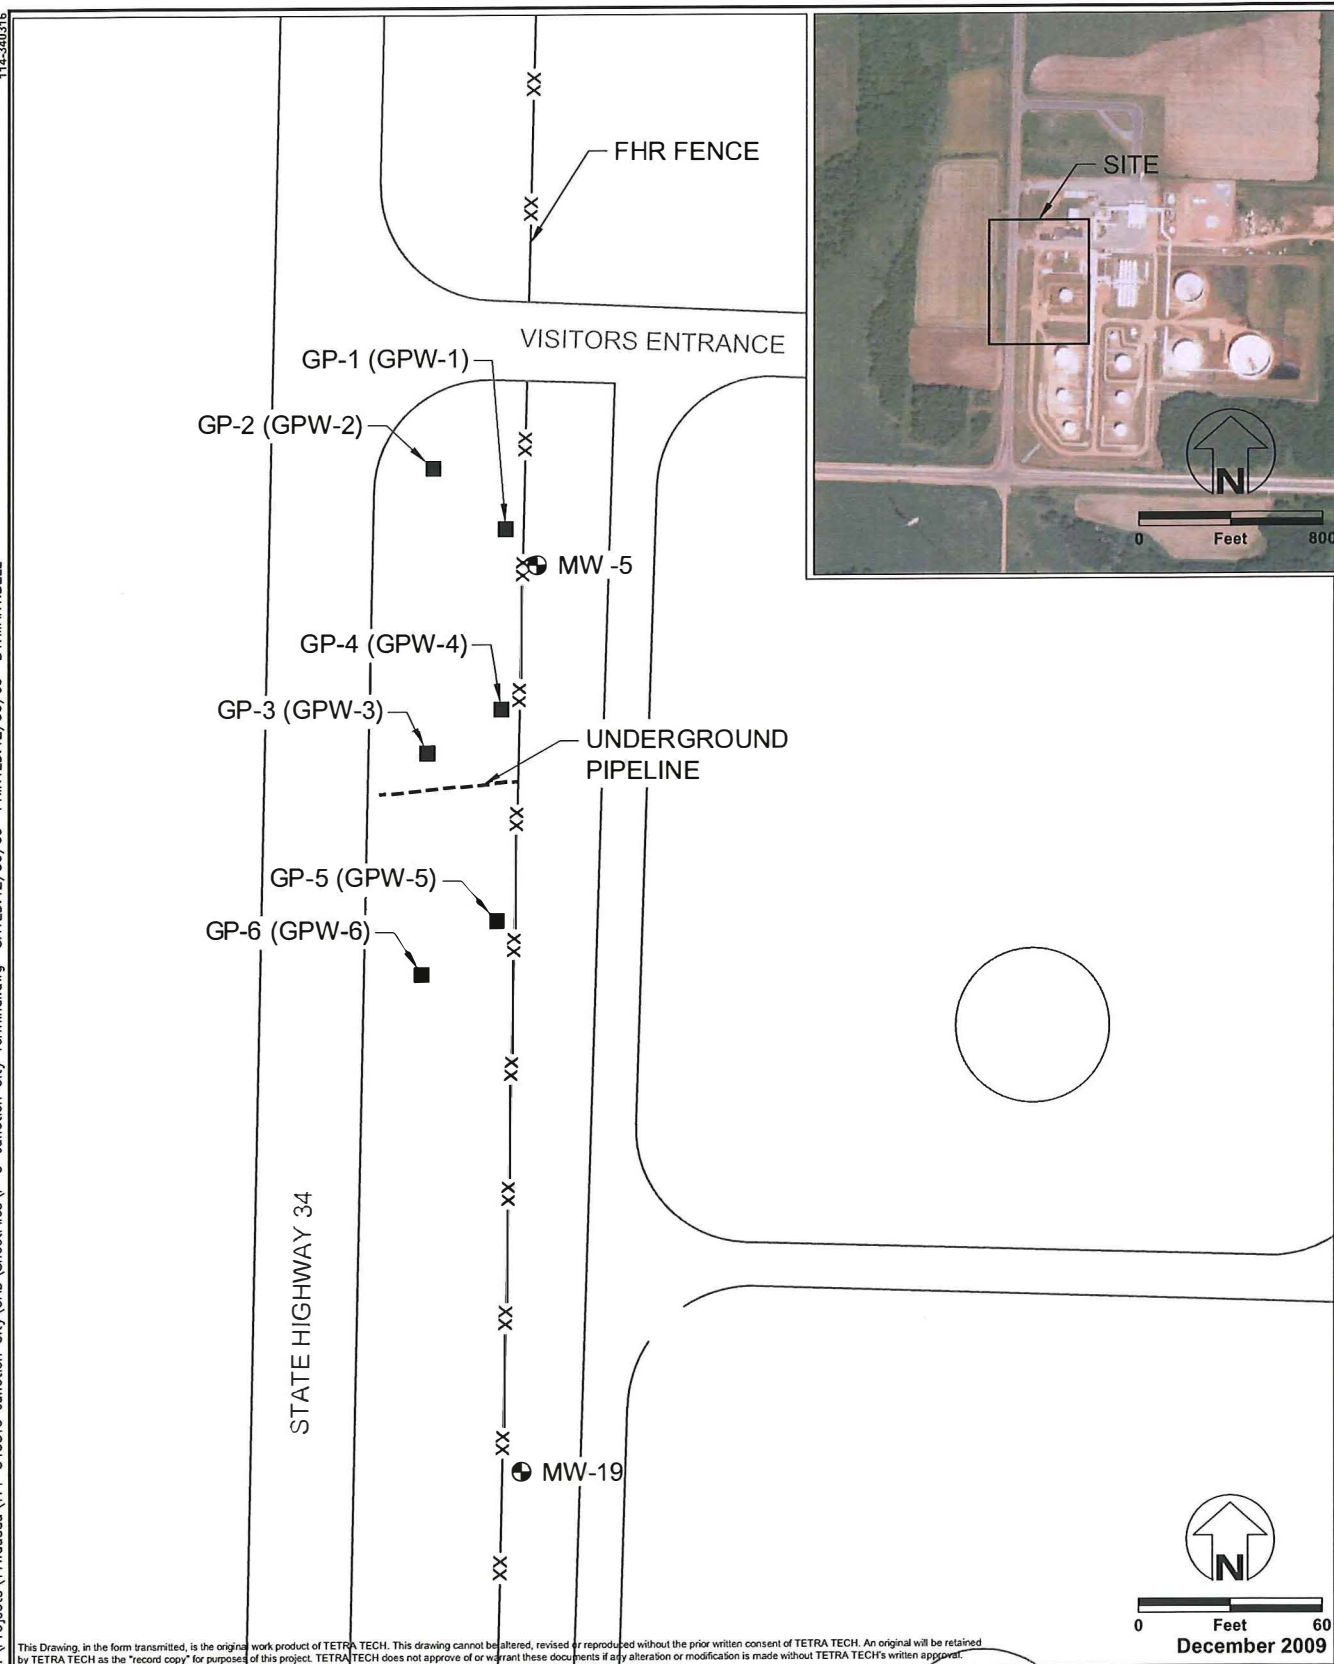 114-340316
FHR FENCE
SITE
VISITORS ENTRANCE
GP-1 (GPW-1)
GP-2 (GPW-2)
N
0 Feet 800
MW -5
GP-4 (GPW-4)
GP-3 (GPW-3)
UNDERGROUND
PIPELINE
GP-5 (GPW-5)
GP-6 (GPW-6)
STATE HIGHWAY 34
MW-19
N
0 Feet 60
December 2009
This Drawing, in the form transmitted, is the original work product of TETRA TECH. This drawing cannot be altered, revised or reproduced without the prior written consent of TETRA TECH. An original will be retained
by TETRA TECH as the "record copy" for purposes of this project. TETRA TECH does not approve of or warrant these documents if any alteration or modification is made without TETRA TECH's written approval.